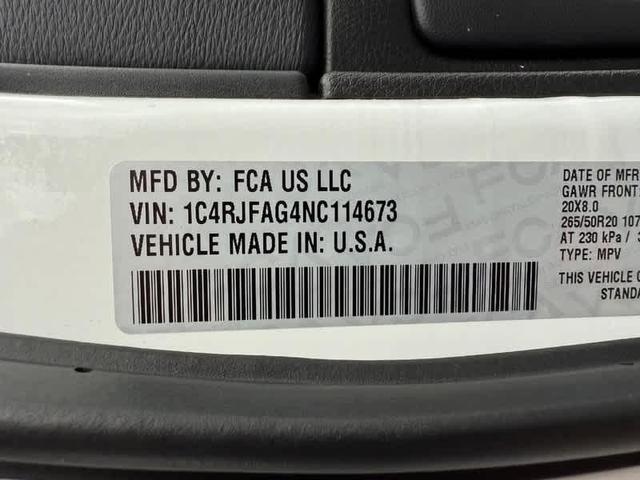 MFD BY: FCA US LLC
VIN: 1C4RJFAG4NC114673
VEHICLE MADE IN: U.S.A.
DATE OF MFR
GAWR FRONT:
20X8.0
265/50R20 107
AT 230 kPa /
TYPE: MPV
THIS VEHICLE
STANDA